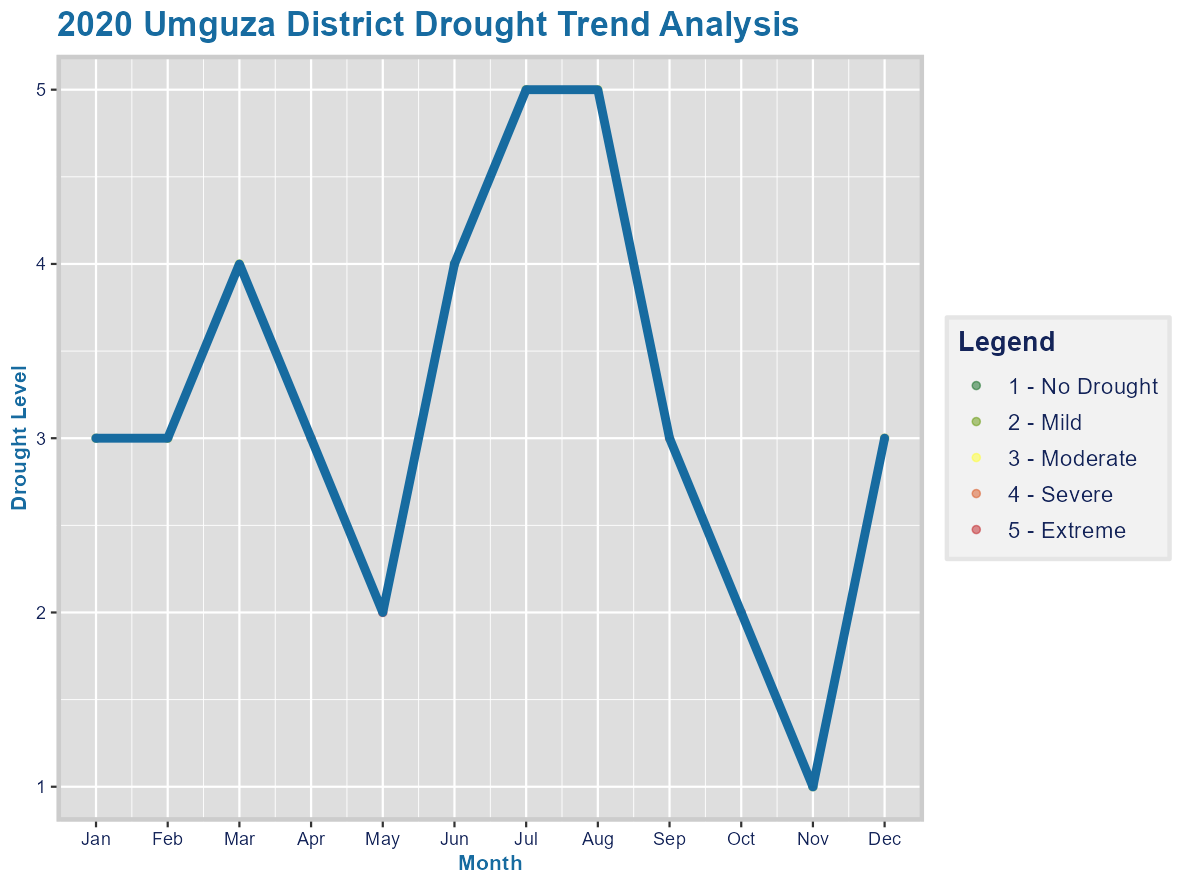 2020 Umguza District Drought Trend Analysis
5
4
3
2
1
Drought Level
Jan Feb Mar Apr May Jun Jul Aug Sep Oct Nov Dec
Month
Legend
1 - No Drought
2 - Mild
3 - Moderate
4 - Severe
5 - Extreme